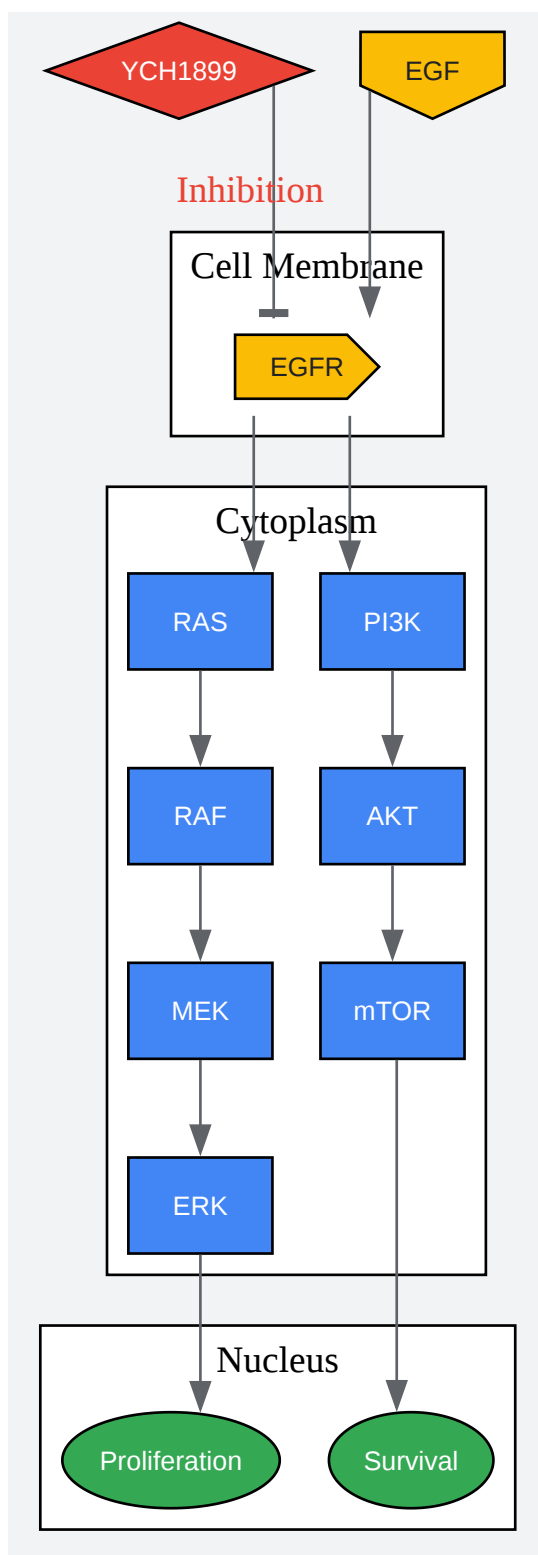 YCH1899
EGF
Inhibition
Cell Membrane
EGFR
Cytoplasm
RAS
PI3K
RAF
AKT
MEK
mTOR
ERK
Nucleus
Proliferation
Survival